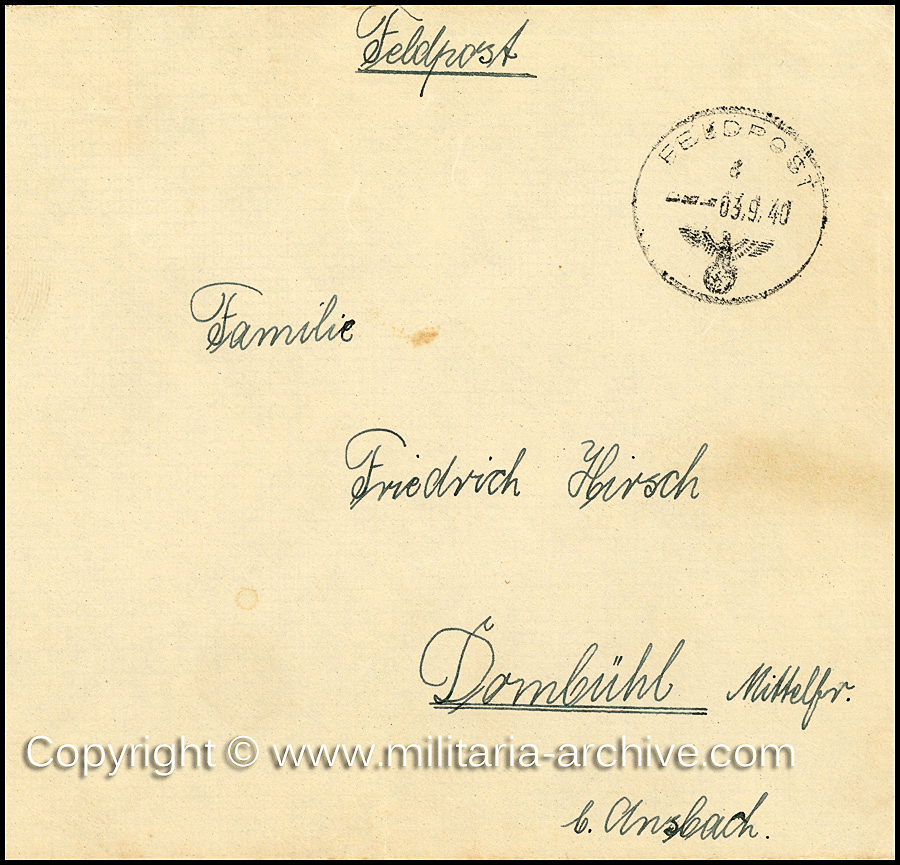 Feldpost
FELDPOST
d
03.9.40
Familie
Friedrich Hirsch
Dombühl Mittelfr.
Copyright © www.militaria-archive.com
b. Ansbach.